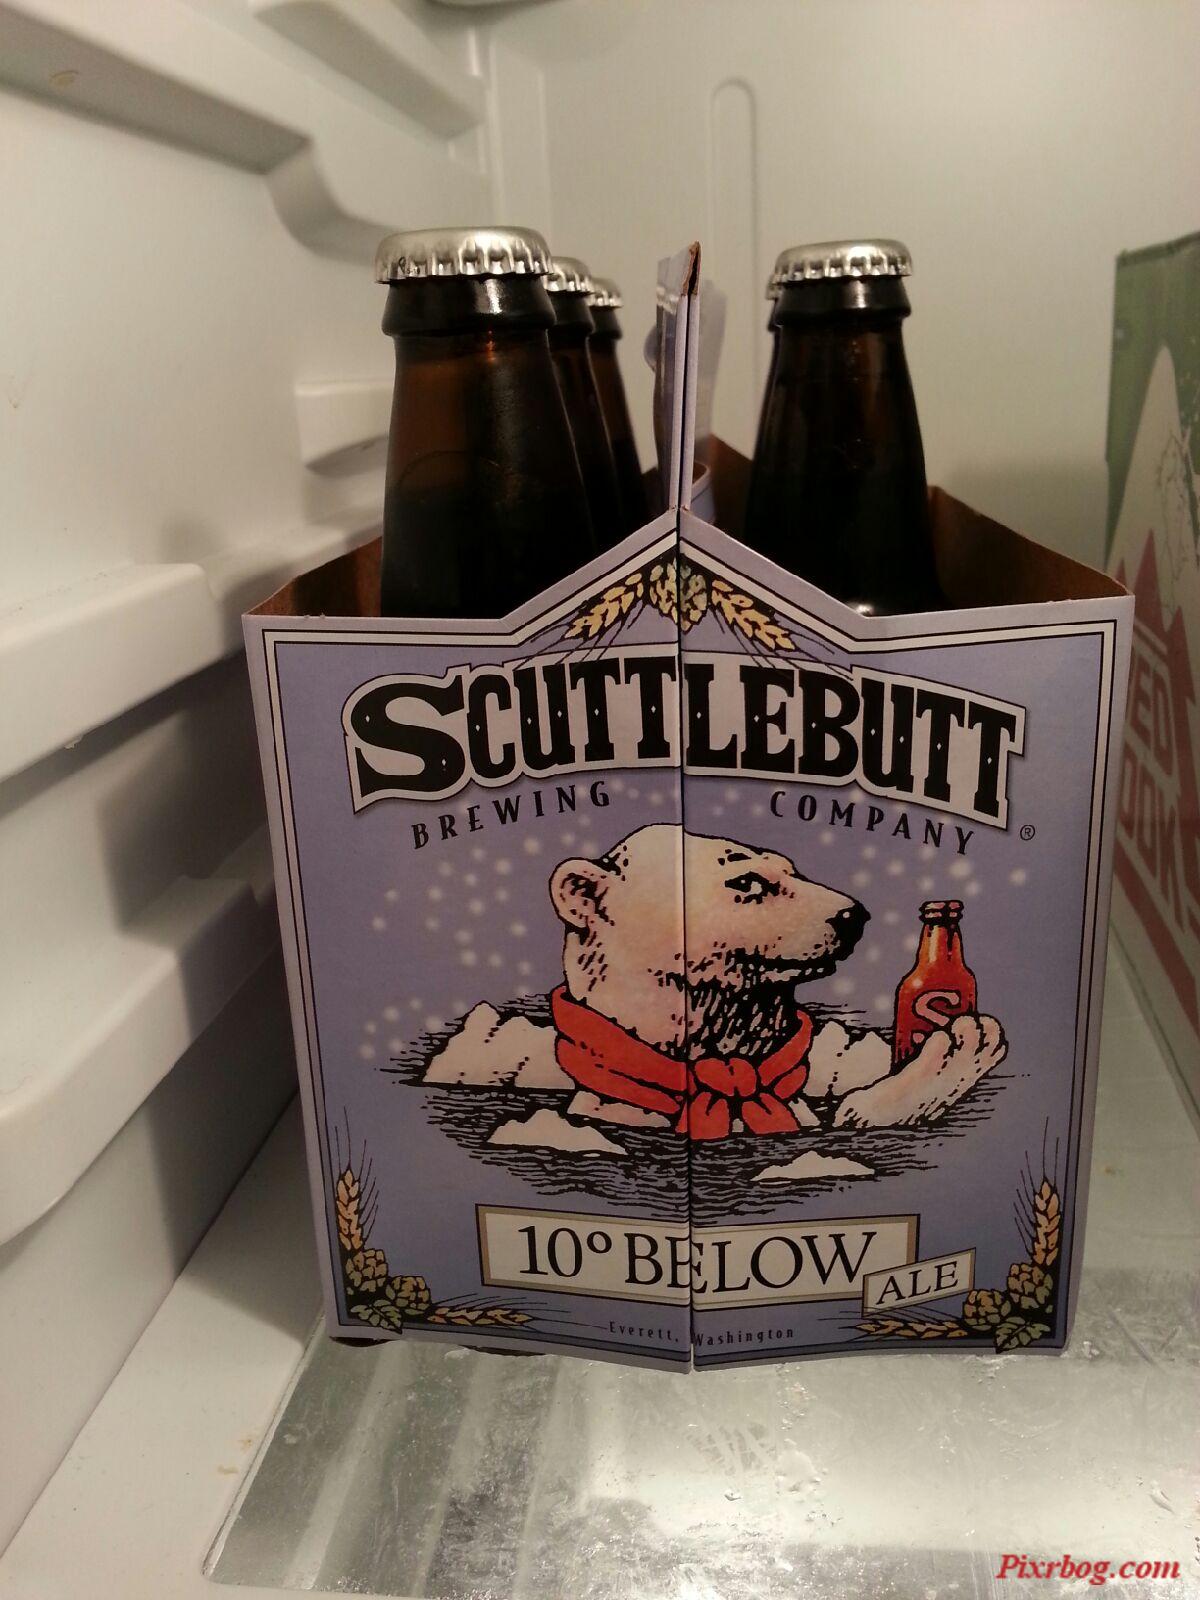 SCUTTLEBUTT
BREWING COMPANY ®
S
10° BELOW
ALE
Everett, Washington
Pixrbog.com